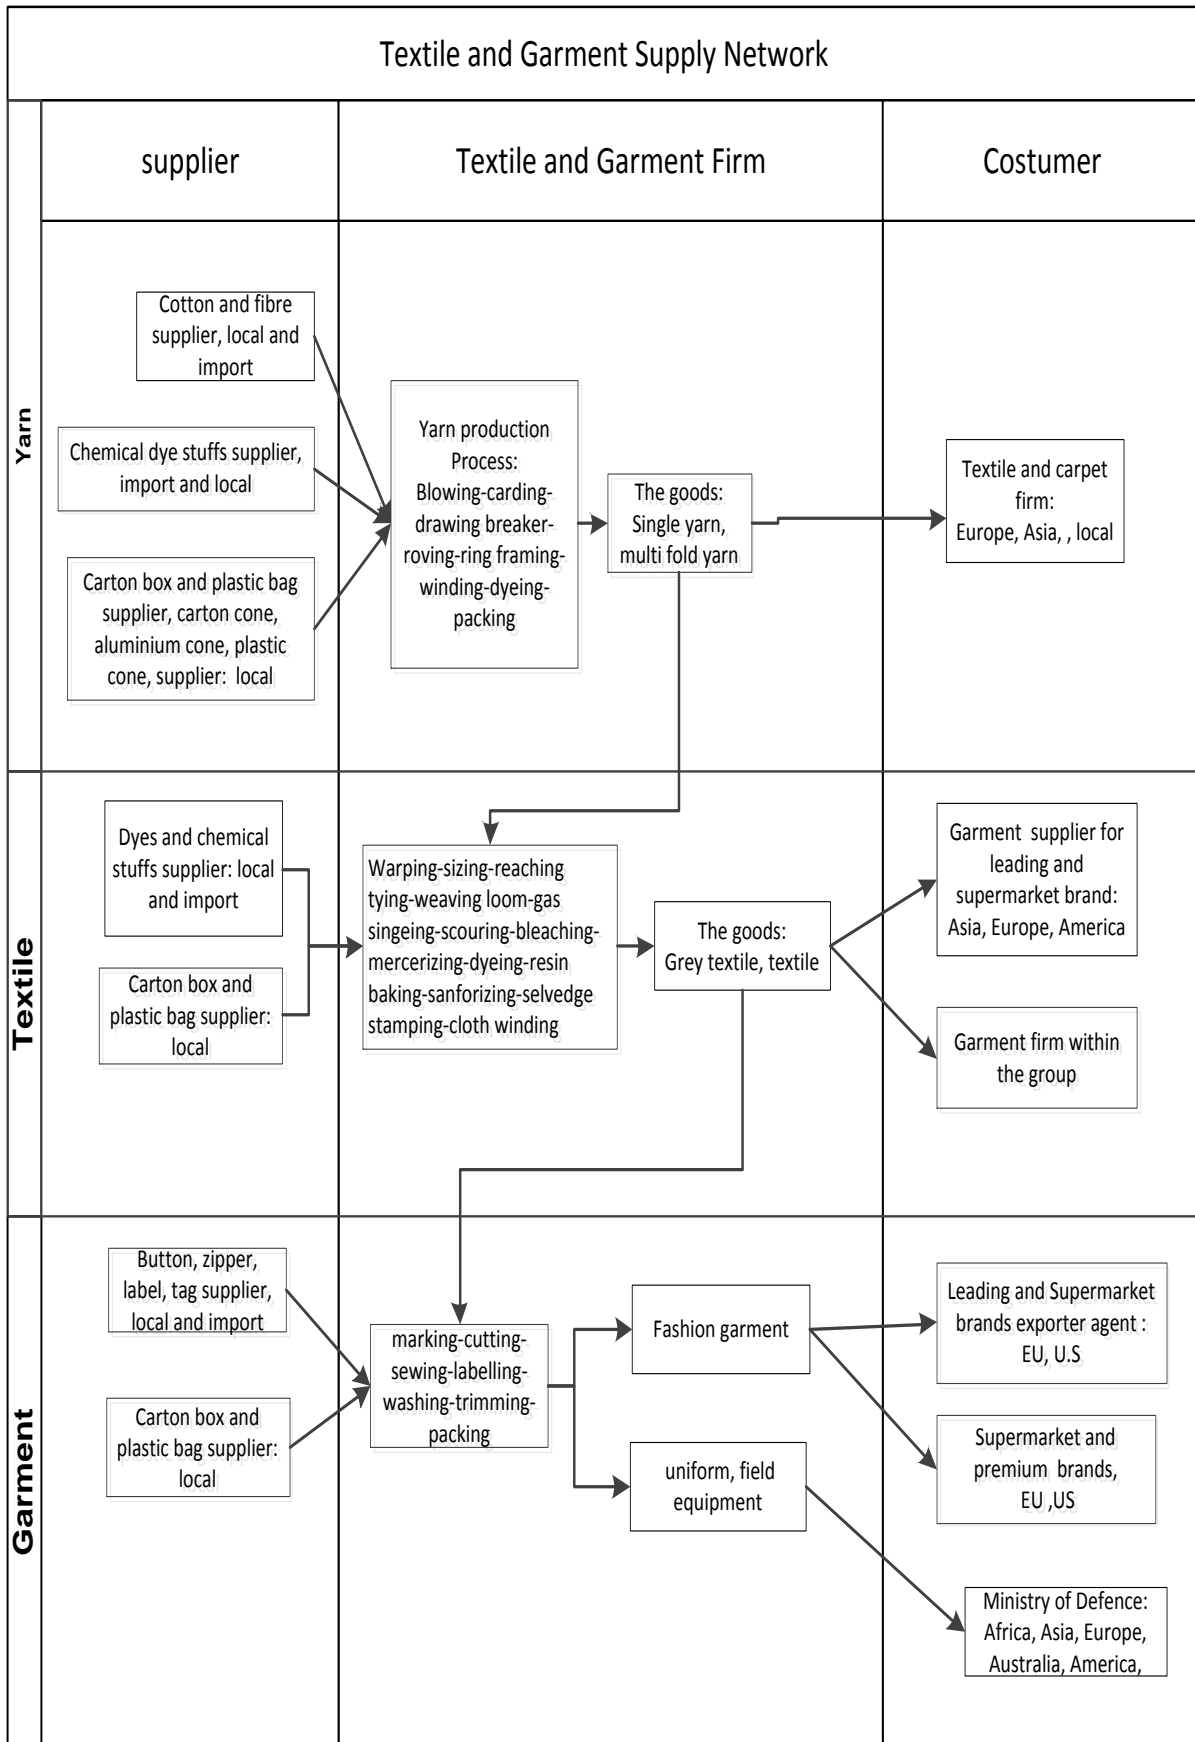 Textile and Garment Supply Network
supplier
Textile and Garment Firm
Costumer
Yarn
Cotton and fibre
supplier, local and
import
Chemical dye stuffs supplier,
import and local
Carton box and plastic bag
supplier, carton cone,
aluminium cone, plastic
cone, supplier: local
Yarn production
Process:
Blowing-carding-
drawing breaker-
roving-ring framing-
winding-dyeing-
packing
The goods:
Single yarn,
multi fold yarn
Textile and carpet
firm:
Europe, Asia, , local
Textile
Dyes and chemical
stuffs supplier: local
and import
Carton box and
plastic bag supplier:
local
Warping-sizing-reaching
tying-weaving loom-gas
singeing-scouring-bleaching-
mercerizing-dyeing-resin
baking-sanforizing-selvedge
stamping-cloth winding
The goods:
Grey textile, textile
Garment supplier for
leading and
supermarket brand:
Asia, Europe, America
Garment firm within
the group
Garment
Button, zipper,
label, tag supplier,
local and import
Carton box and
plastic bag supplier:
local
marking-cutting-
sewing-labelling-
washing-trimming-
packing
Fashion garment
uniform, field
equipment
Leading and Supermarket
brands exporter agent :
EU, U.S
Supermarket and
premium brands,
EU ,US
Ministry of Defence:
Africa, Asia, Europe,
Australia, America,